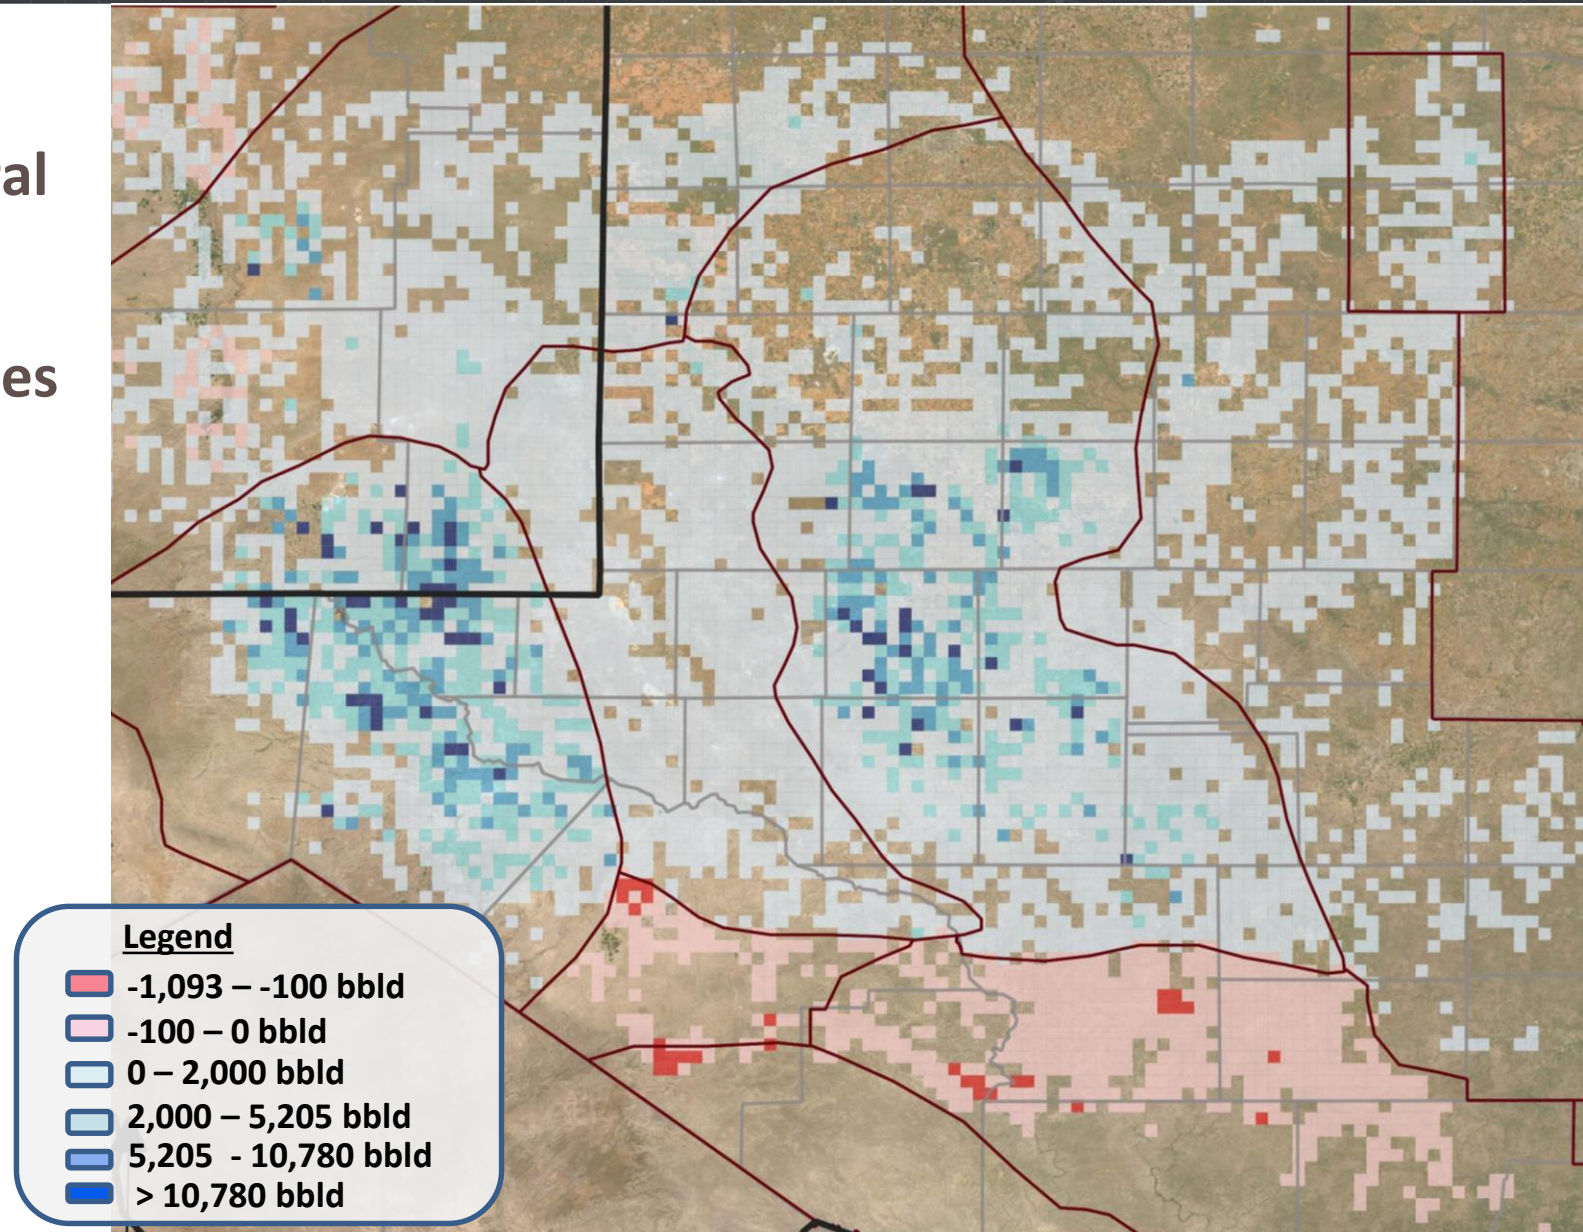 al
es
Legend
-1,093 – -100 bbld
-100 – 0 bbld
0 – 2,000 bbld
2,000 – 5,205 bbld
5,205 - 10,780 bbld
> 10,780 bbld